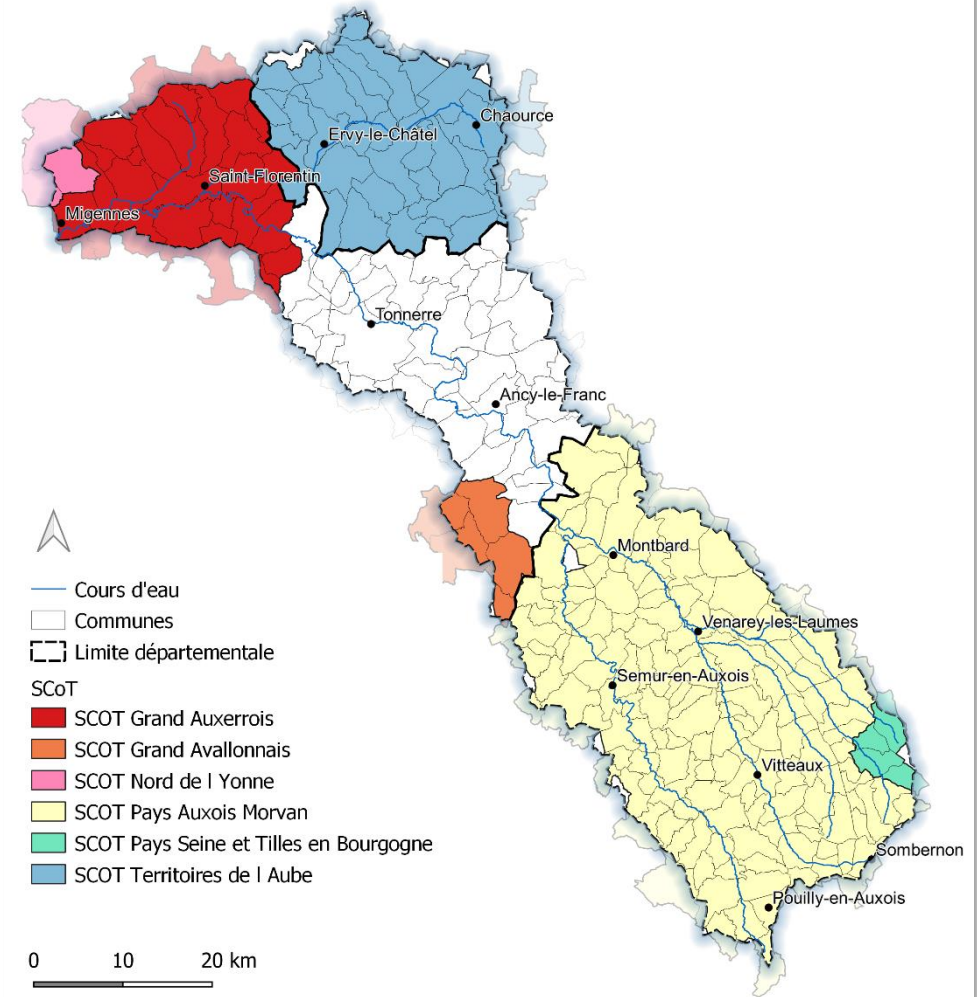 Chaource
Ervy-le-Châtel
Saint-Florentin
Migennes
Tonnerre
Ancy-le-Franc
Montbard
Venarey-les-Laumes
Semur-en-Auxois
Vitteaux
Sombernon
Pouilly-en-Auxois
Cours d'eau
Communes
Limite départementale
SCoT
SCOT Grand Auxerrois
SCOT Grand Avallonnais
SCOT Nord de l Yonne
SCOT Pays Auxois Morvan
SCOT Pays Seine et Tilles en Bourgogne
SCOT Territoires de l Aube
0 10 20 km